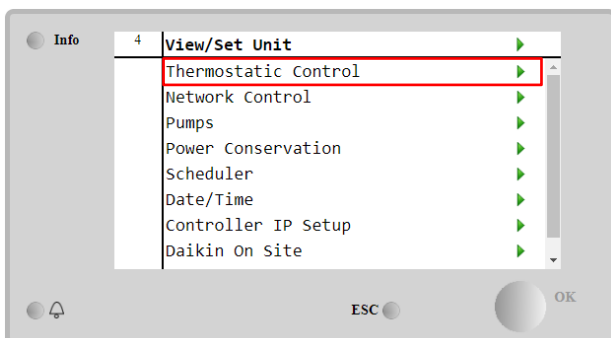 Info
4
View/Set Unit
Thermostatic Control
Network Control
Pumps
Power Conservation
Scheduler
Date/Time
Controller IP Setup
Daikin On Site
ESC
OK